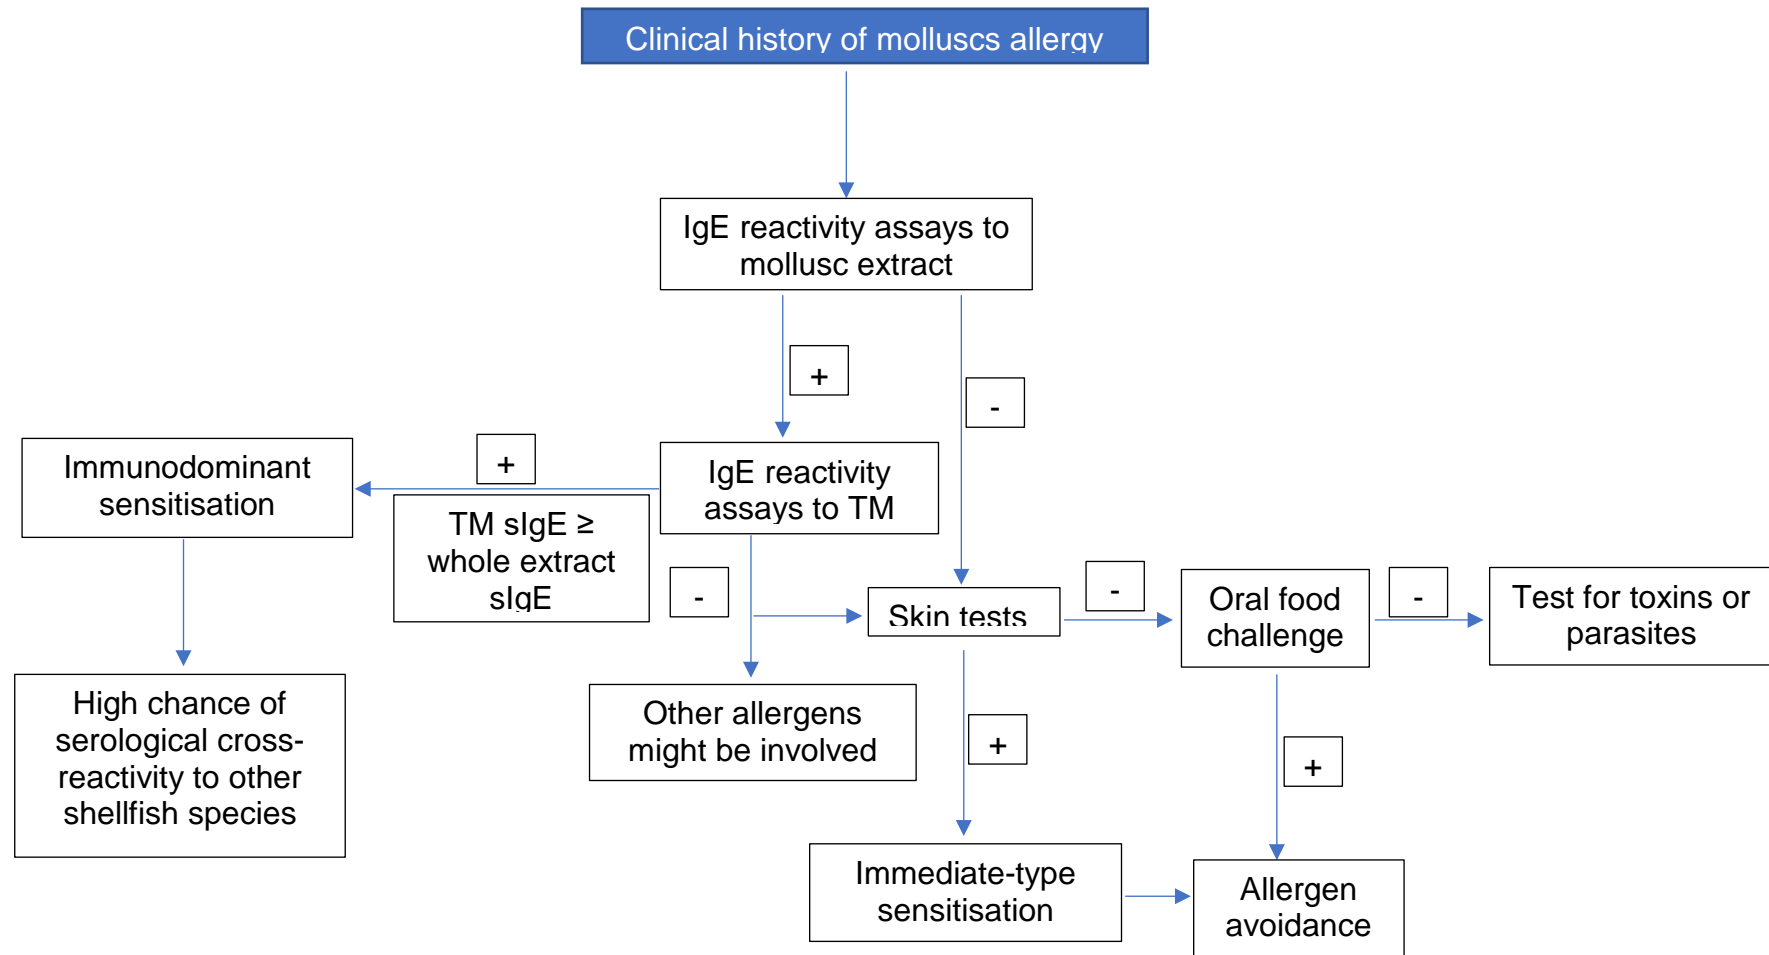 Clinical history of molluscs allergy
IgE reactivity assays to
mollusc extract
+
-
Immunodominant
sensitisation
+
TM sIgE ≥
whole extract
sIgE
IgE reactivity
assays to TM
-
Skin tests
-
Oral food
challenge
-
Test for toxins or
parasites
High chance of
serological cross-
reactivity to other
shellfish species
Other allergens
might be involved
+
+
Immediate-type
sensitisation
Allergen
avoidance